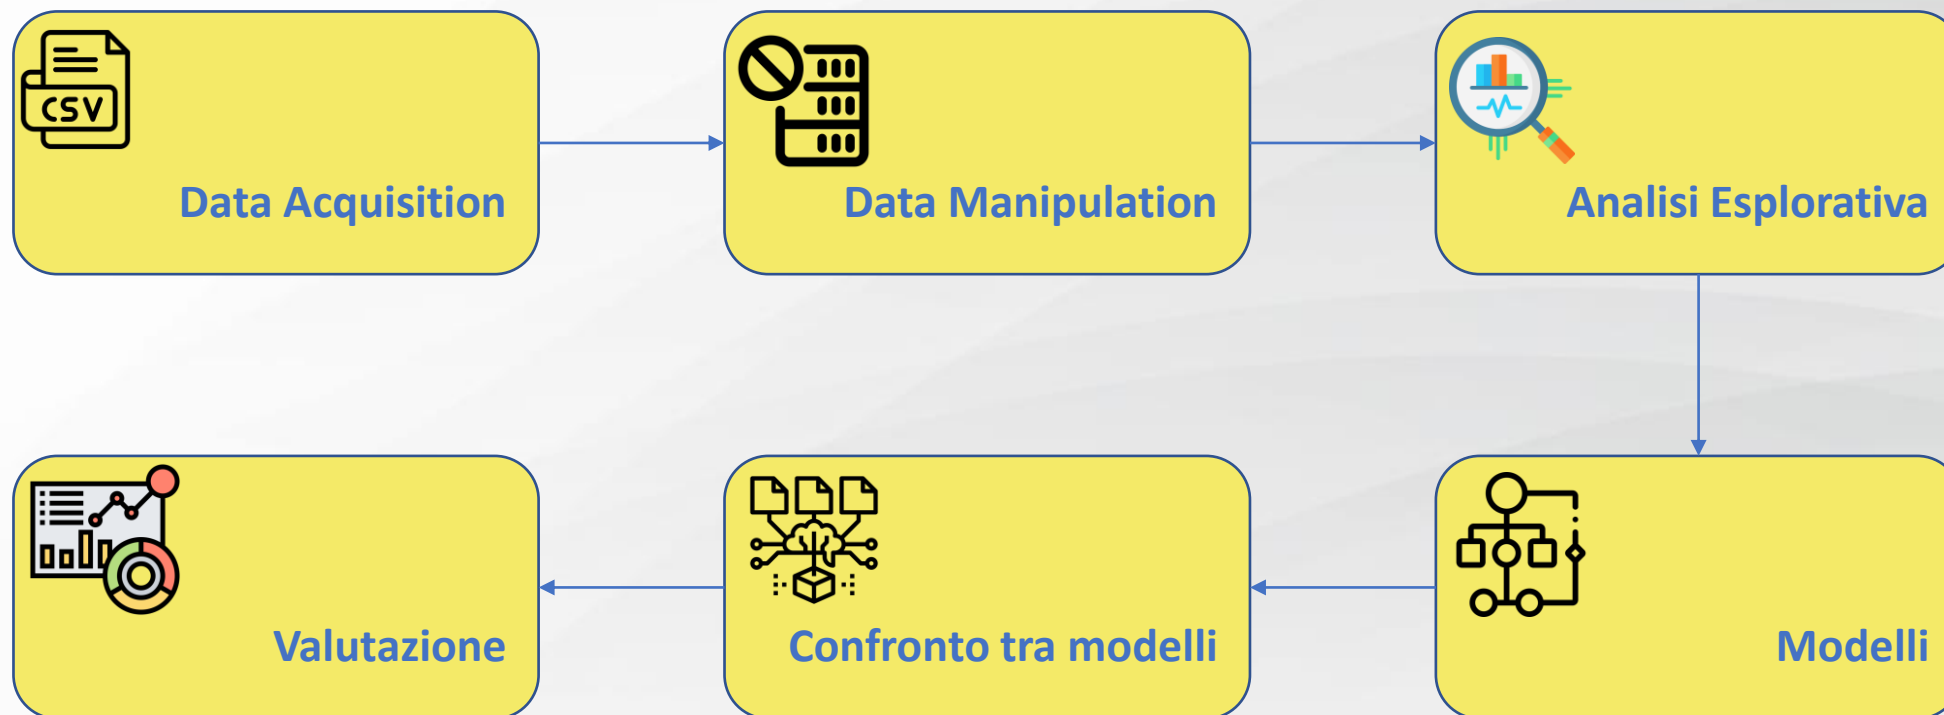 CSV
Data Acquisition
Data Manipulation
Analisi Esplorativa
Modelli
Confronto tra modelli
Valutazione